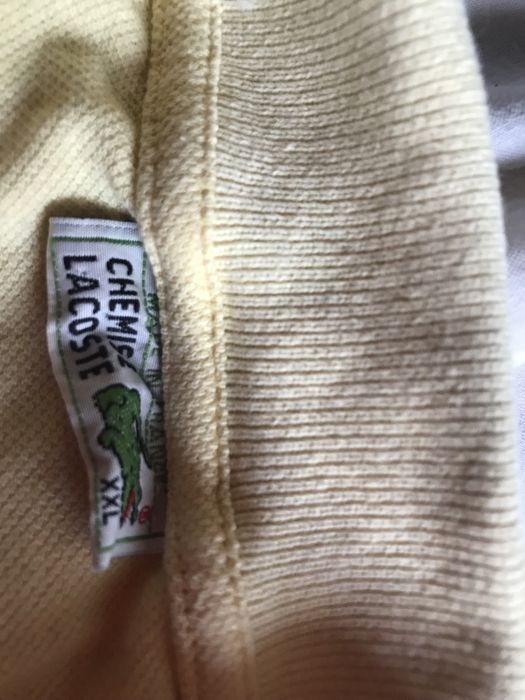 CHEMISE
LACOSTE
XXL
®